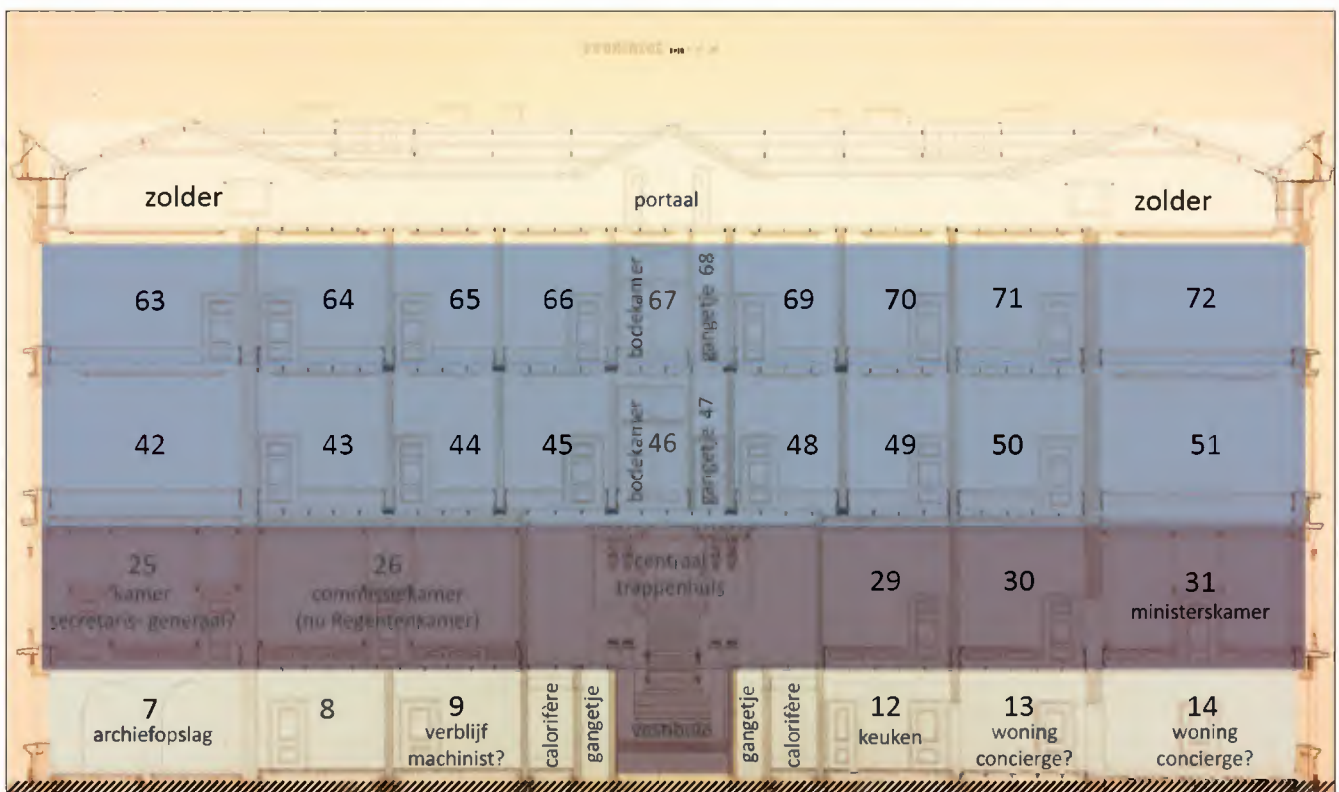 zolder
portaal
zolder
63
64
65
66
bodekamer
67
gangetje 68
69
70
71
72
42
43
44
45
bodekamer
46
gangetje 47
48
49
50
51
25
kamer
secretaris- generaal?
26
commissiekamer
(nu Regentenkamer)
centraal
trappenhuis
29
30
31
ministerskamer
7
archiefopslag
8
9
verblijf
machinist?
calorifère
gangetje
vestibule
gangetje
calorifère
12
keuken
13
woning
concierge?
14
woning
concierge?